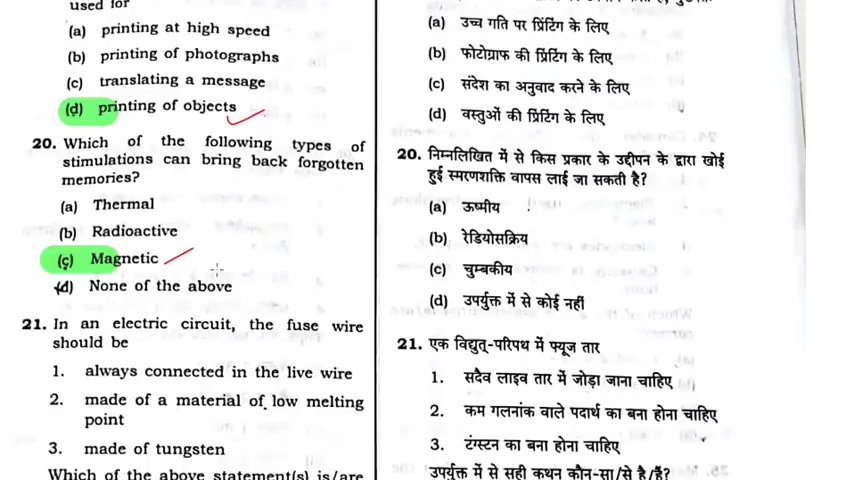 used for
(a) printing at high speed
(b) printing of photographs
(c) translating a message
(d) printing of objects
20. Which of the following types of
stimulations can bring back forgotten
memories?
(a) Thermal
(b) Radioactive
(c) Magnetic
(d) None of the above
21. In an electric circuit, the fuse wire
should be
1. always connected in the live wire
2. made of a material of low melting
point
3. made of tungsten
Which of the above statement(s) is/are
(a) उच्च गति पर प्रिंटिंग के लिए
(b) फोटोग्राफ की प्रिंटिंग के लिए
(c) संदेश का अनुवाद करने के लिए
(d) वस्तुओं की प्रिंटिंग के लिए
20. निम्नलिखित में से किस प्रकार के उद्दीपन के द्वारा खोई
हुई स्मरणशक्ति वापस लाई जा सकती है?
(a) ऊष्मीय
(b) रेडियोसक्रिय
(c) चुम्बकीय
(d) उपर्युक्त में से कोई नहीं
21. एक विद्युत्-परिपथ में फ्यूज तार
1. सदैव लाइव तार में जोड़ा जाना चाहिए
2. कम गलनांक वाले पदार्थ का बना होना चाहिए
3. टंग्स्टन का बना होना चाहिए
उपर्युक्त में से सही कथन कौन-सा/से है/हैं?